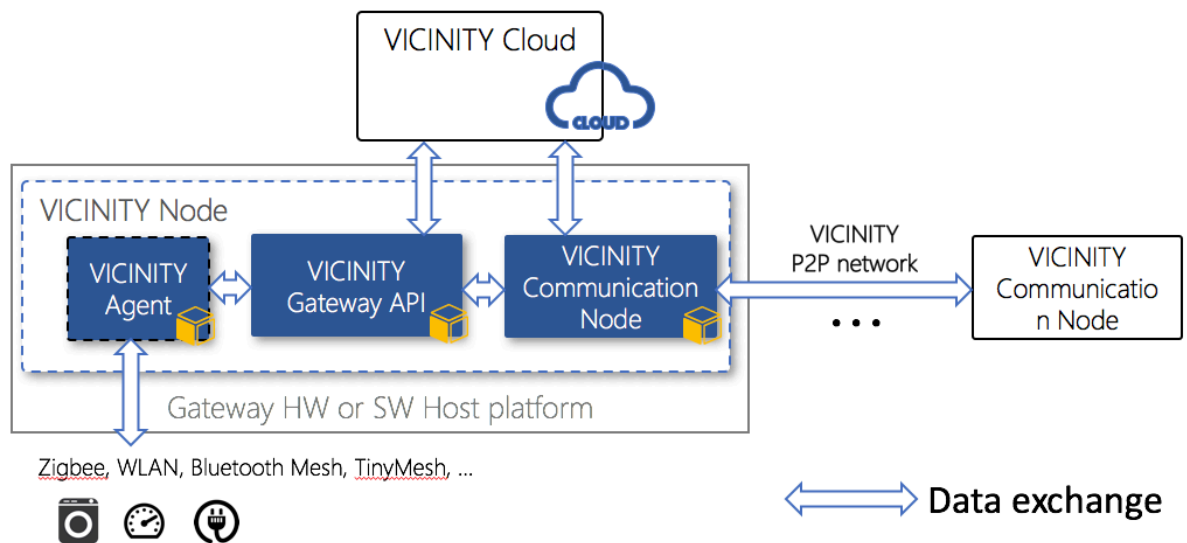 VICINITY Cloud
CLOUD
VICINITY Node
VICINITY
Agent
VICINITY
Gateway API
VICINITY
Communication
Node
VICINITY
P2P network
...
VICINITY
Communicatio
n Node
Gateway HW or SW Host platform
Zigbee, WLAN, Bluetooth Mesh, TinyMesh, ...
Data exchange